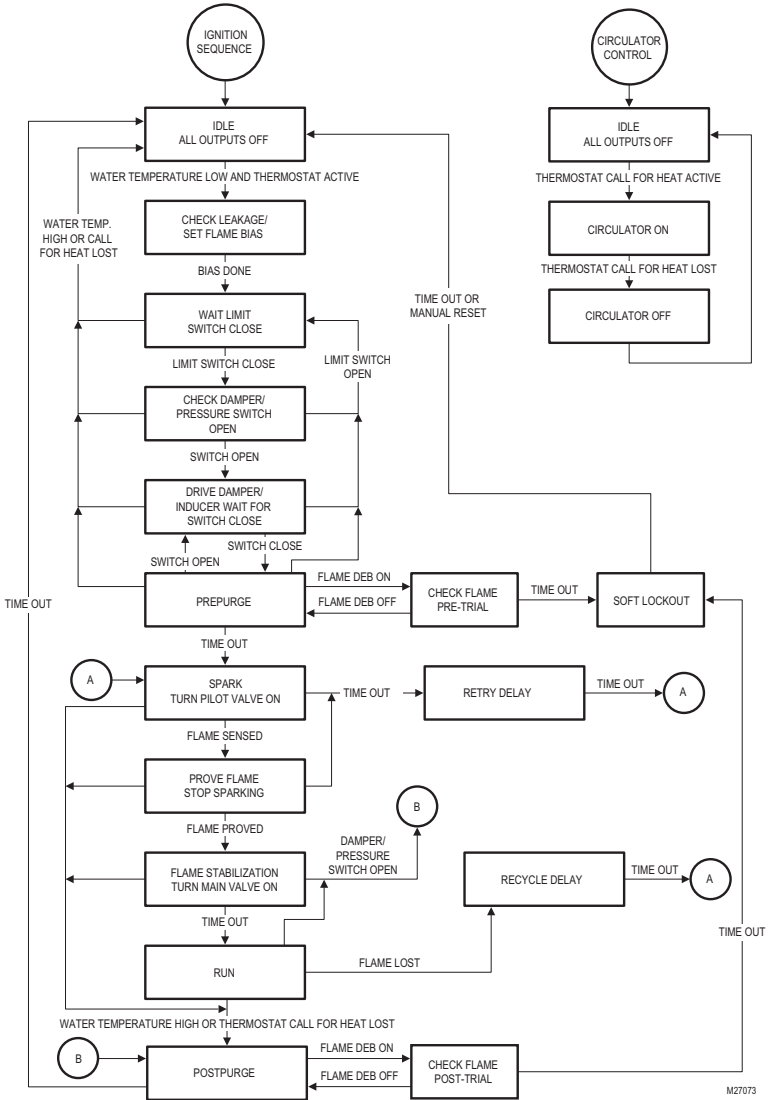 IGNITION
SEQUENCE
CIRCULATOR
CONTROL
IDLE
ALL OUTPUTS OFF
IDLE
ALL OUTPUTS OFF
WATER TEMPERATURE LOW AND THERMOSTAT ACTIVE
THERMOSTAT CALL FOR HEAT ACTIVE
WATER TEMP.
HIGH OR CALL
FOR HEAT LOST
CHECK LEAKAGE/
SET FLAME BIAS
CIRCULATOR ON
BIAS DONE
THERMOSTAT CALL FOR HEAT LOST
WAIT LIMIT
SWITCH CLOSE
TIME OUT OR
MANUAL RESET
CIRCULATOR OFF
LIMIT SWITCH CLOSE
LIMIT SWITCH
OPEN
CHECK DAMPER/
PRESSURE SWITCH
OPEN
SWITCH OPEN
DRIVE DAMPER/
INDUCER WAIT FOR
SWITCH CLOSE
SWITCH CLOSE
SWITCH OPEN
TIME OUT
PREPURGE
FLAME DEB ON
FLAME DEB OFF
CHECK FLAME
PRE-TRIAL
TIME OUT
SOFT LOCKOUT
TIME OUT
A
SPARK
TURN PILOT VALVE ON
TIME OUT
RETRY DELAY
TIME OUT
A
FLAME SENSED
PROVE FLAME
STOP SPARKING
B
FLAME PROVED
DAMPER/
PRESSURE
SWITCH OPEN
FLAME STABILIZATION
TURN MAIN VALVE ON
RECYCLE DELAY
TIME OUT
A
TIME OUT
TIME OUT
RUN
FLAME LOST
WATER TEMPERATURE HIGH OR THERMOSTAT CALL FOR HEAT LOST
B
POSTPURGE
FLAME DEB ON
FLAME DEB OFF
CHECK FLAME
POST-TRIAL
M27073